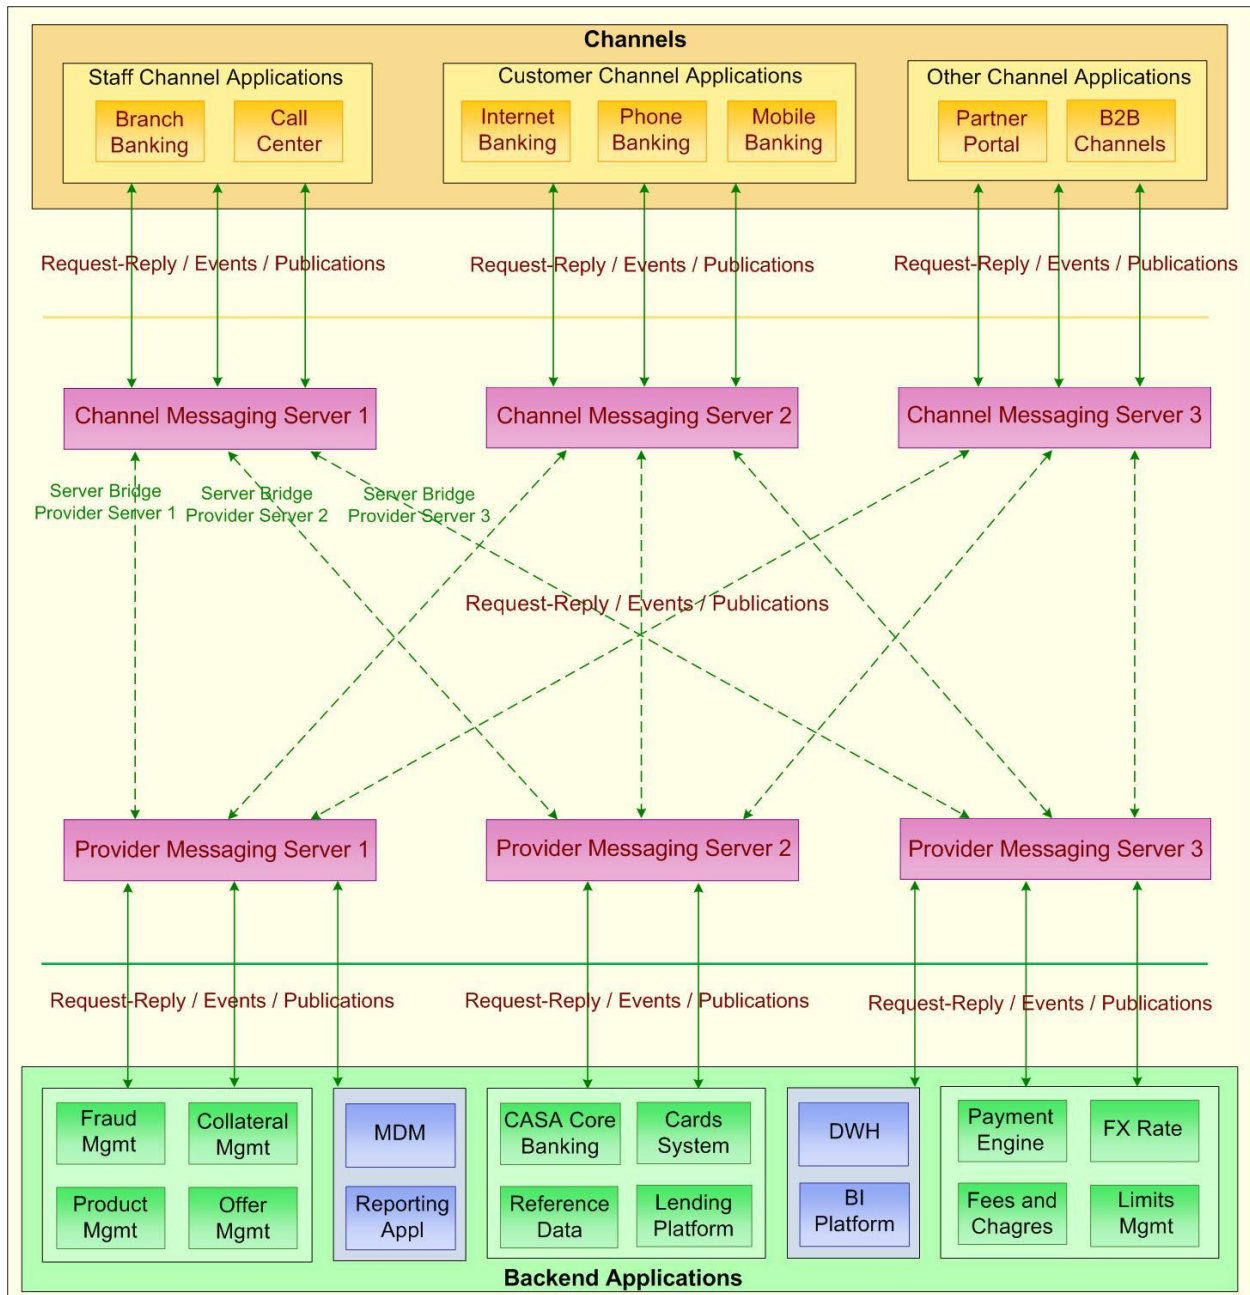 Channels
Staff Channel Applications
Customer Channel Applications
Other Channel Applications
Branch
Banking
Call
Center
Internet
Banking
Phone
Banking
Mobile
Banking
Partner
Portal
B2B
Channels
Request-Reply / Events / Publications
Request-Reply / Events / Publications
Request-Reply / Events / Publications
Channel Messaging Server 1
Channel Messaging Server 2
Channel Messaging Server 3
Server Bridge
Provider Server 1
Server Bridge
Provider Server 2
Server Bridge
Provider Server 3
Request-Reply / Events / Publications
Provider Messaging Server 1
Provider Messaging Server 2
Provider Messaging Server 3
Request-Reply / Events / Publications
Request-Reply / Events / Publications
Request-Reply / Events / Publications
Fraud
Mgmt
Collateral
Mgmt
MDM
CASA Core
Banking
Cards
System
DWH
Payment
Engine
FX Rate
Product
Mgmt
Offer
Mgmt
Reporting
Appl
Reference
Data
Lending
Platform
BI
Platform
Fees and
Chagres
Limits
Mgmt
Backend Applications